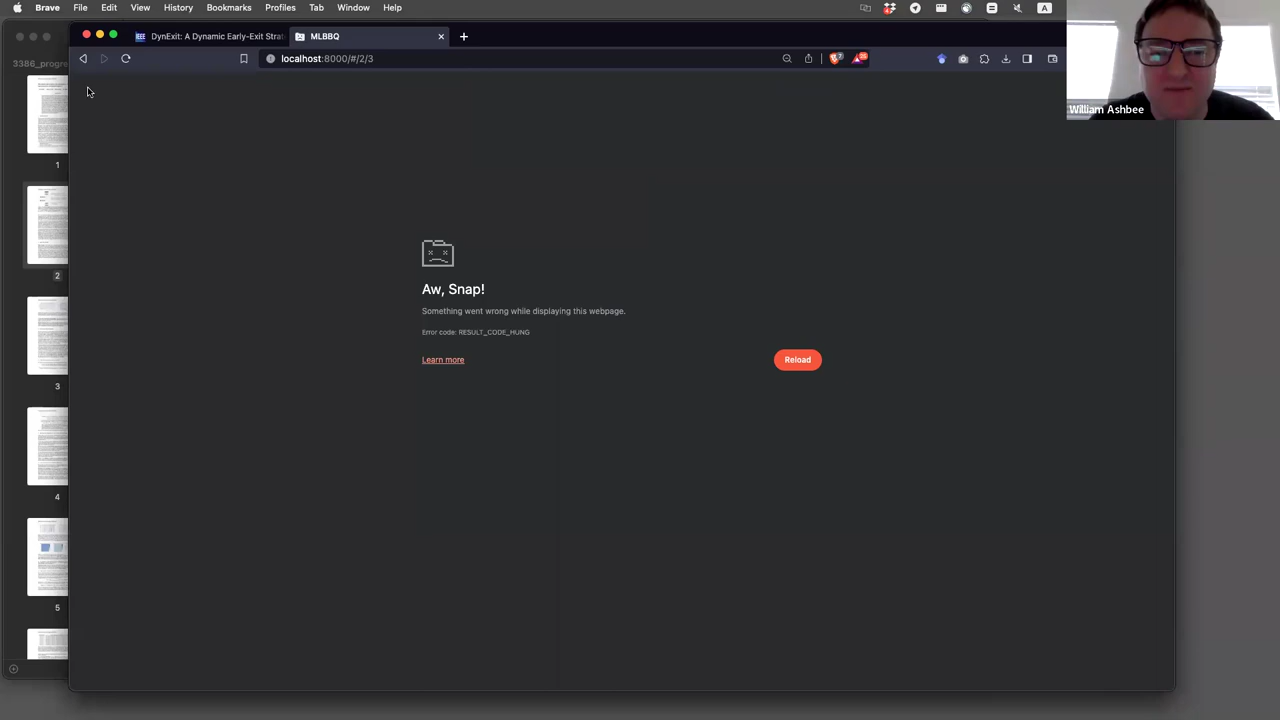 Brave File Edit View History Bookmarks Profiles Tab Window Help
A
DynExit: A Dynamic Early-Exit Strat
MLBBQ
localhost:8000/#/2/3
3386_progre
William Ashbee
1
2
Aw, Snap!
Something went wrong while displaying this webpage.
Error code: RESULT_CODE_HUNG
Learn more
Reload
3
4
5